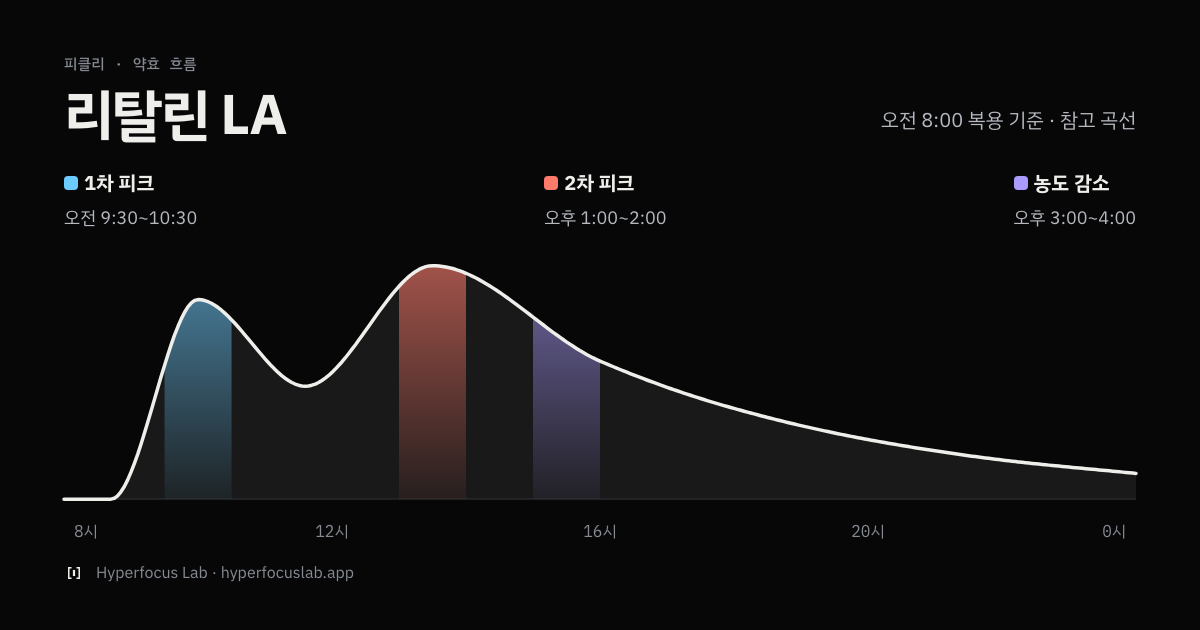 피클리 · 약효 흐름
리탈린 LA
오전 8:00 복용 기준 · 참고 곡선
1차 피크
오전 9:30~10:30
2차 피크
오후 1:00~2:00
농도 감소
오후 3:00~4:00
8시 12시 16시 20시 0시
Hyperfocus Lab · hyperfocuslab.app